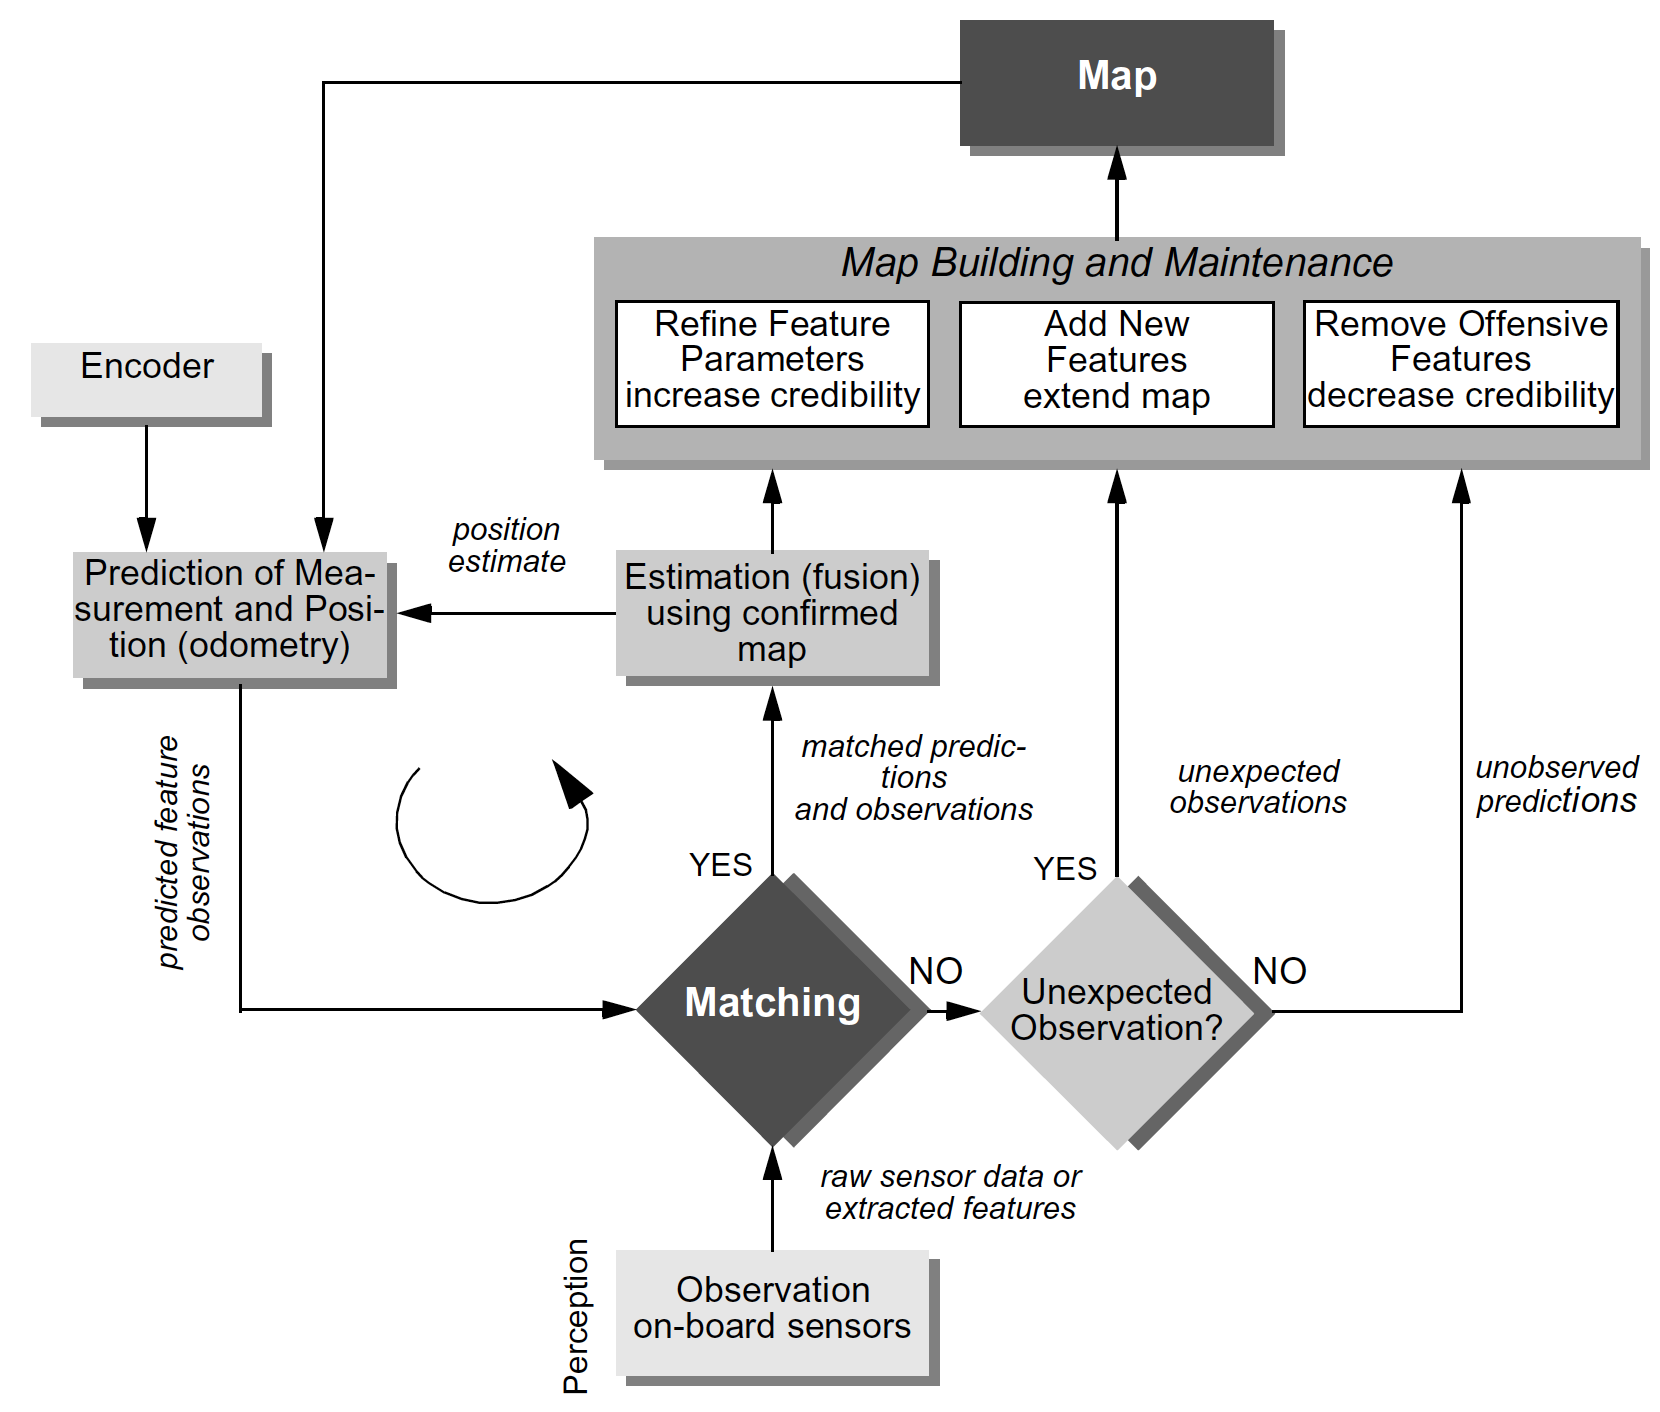 Map
Map Building and Maintenance
Refine Feature
Parameters
increase credibility
Add New
Features
extend map
Remove Offensive
Features
decrease credibility
Encoder
position
estimate
Prediction of Mea-
surement and Posi-
tion (odometry)
Estimation (fusion)
using confirmed
map
predicted feature
observations
matched predic-
tions
and observations
unexpected
observations
unobserved
predictions
YES
YES
Matching
NO
Unexpected
Observation?
NO
raw sensor data or
extracted features
Perception
Observation
on-board sensors